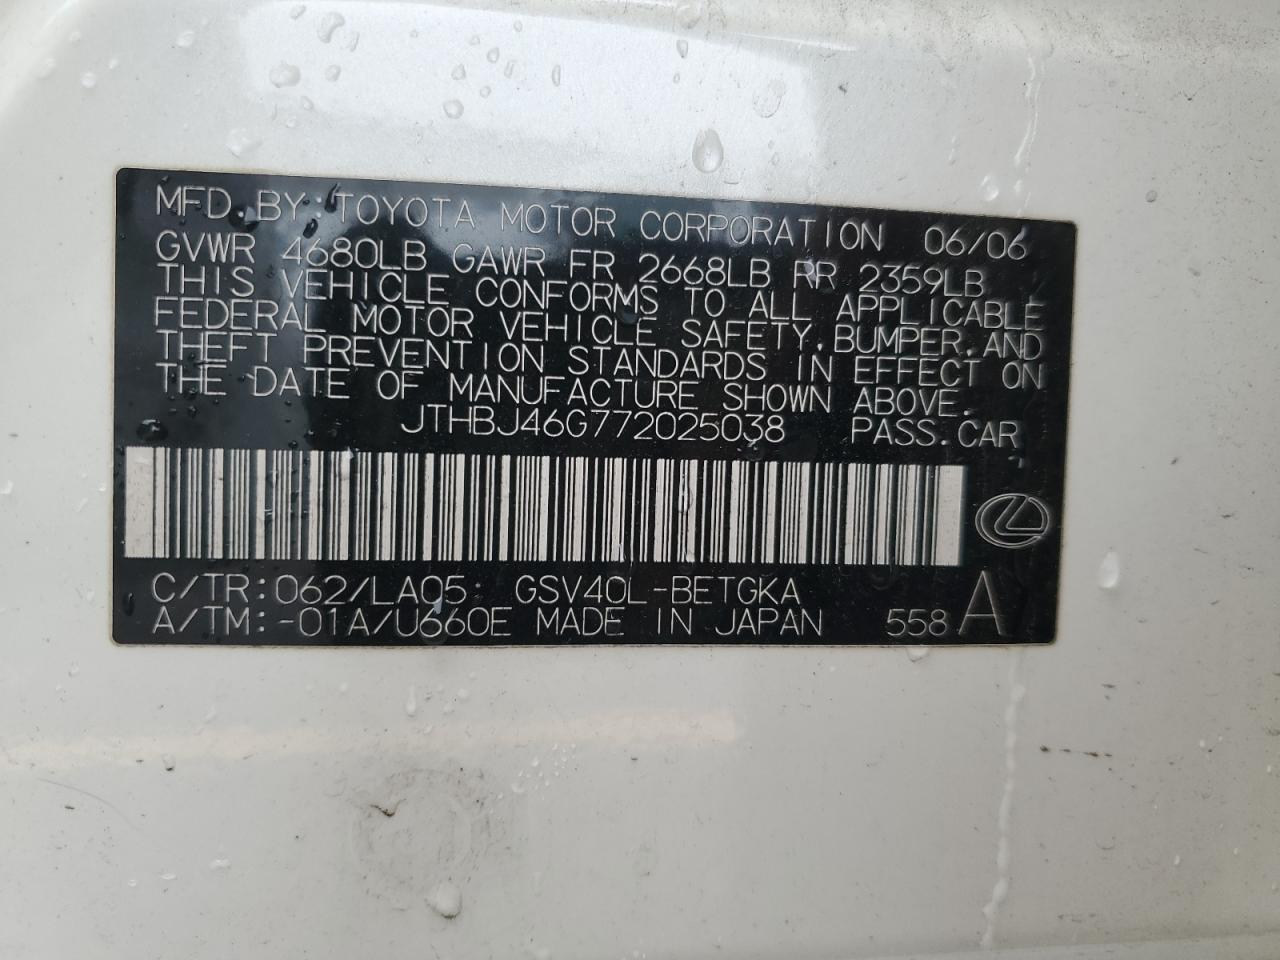 MFD.BY:TOYOTA MOTOR CORPORATION 06/06
GVWR 4680LB GAWR FR 2668LB RR 2359LB
THIS VEHICLE CONFORMS TO ALL APPLICABLE
FEDERAL MOTOR VEHICLE SAFETY,BUMPER,AND
THEFT PREVENTION STANDARDS IN EFFECT ON
THE DATE OF MANUFACTURE SHOWN ABOVE.
JTHBJ46G772025038 PASS.CAR
C/TR:062/LA05: GSV40L-BETGKA
A/TM:-01A/U660E MADE IN JAPAN 558 A